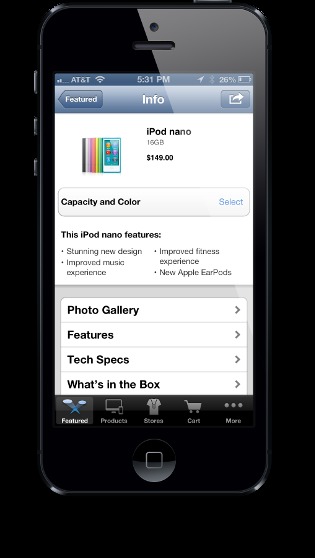 AT&T 5:31 PM 26%
Featured Info
iPod nano
16GB
$149.00
Capacity and Color Select
This iPod nano features:
• Stunning new design
• Improved music
experience
• Improved fitness
experience
• New Apple EarPods
Photo Gallery
Features
Tech Specs
What's in the Box
Featured Products Stores Cart More